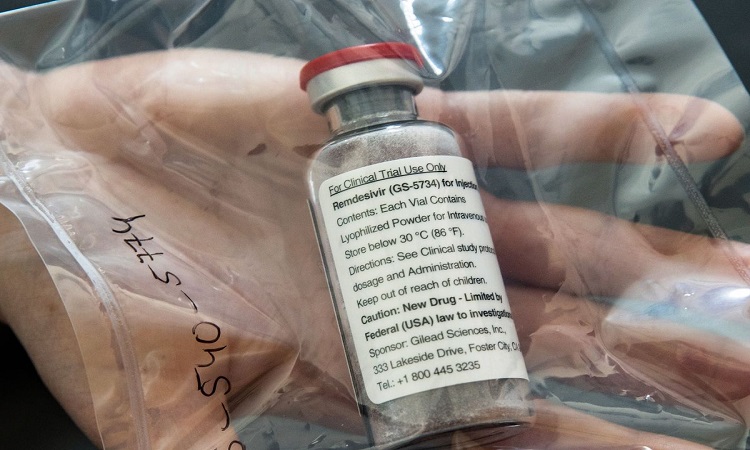 For Clinical Trial Use Only
Remdesivir (GS-5734) for
Contents: Each Vial Contains
Lyophilized Powder for Intravenous
Store below 30 °C (86 °F).
Directions: See Clinical study
dosage and Administration.
Keep out of reach of children.
Caution: New Drug - Limited by
Federal (USA) law to
Sponsor: Gilead Sciences, Inc.,
333 Lakeside Drive, Foster City,
Tel.: +1 800 445 3235
-540-5774